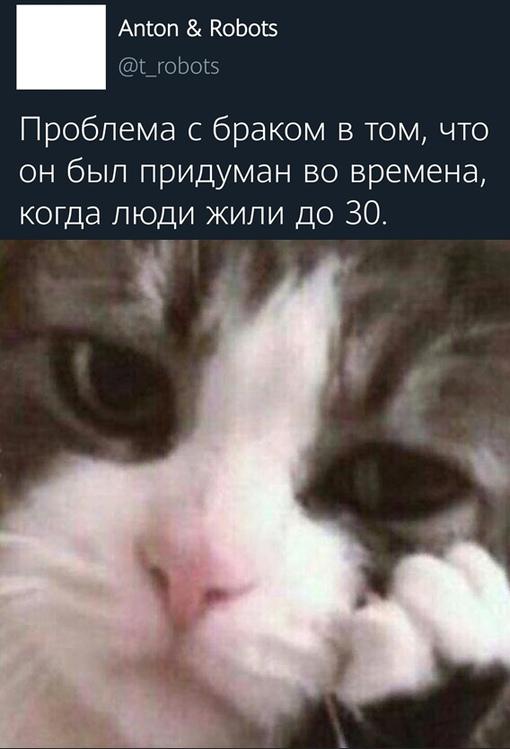 Anton & Robots
@t_robots
Проблема с браком в том, что
он был придуман во времена,
когда люди жили до 30.